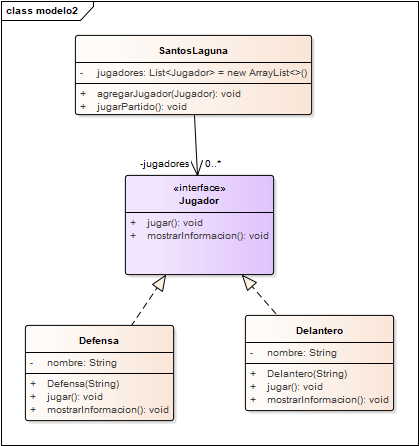 class modelo2
SantosLaguna
- jugadores: List<Jugador> = new ArrayList<>()
+ agregarJugador(Jugador): void
+ jugarPartido(): void
-jugadores 0..*
«interface»
Jugador
+ jugar(): void
+ mostrarInformacion(): void
Defensa
- nombre: String
+ Defensa(String)
+ jugar(): void
+ mostrarInformacion(): void
Delantero
- nombre: String
+ Delantero(String)
+ jugar(): void
+ mostrarInformacion(): void